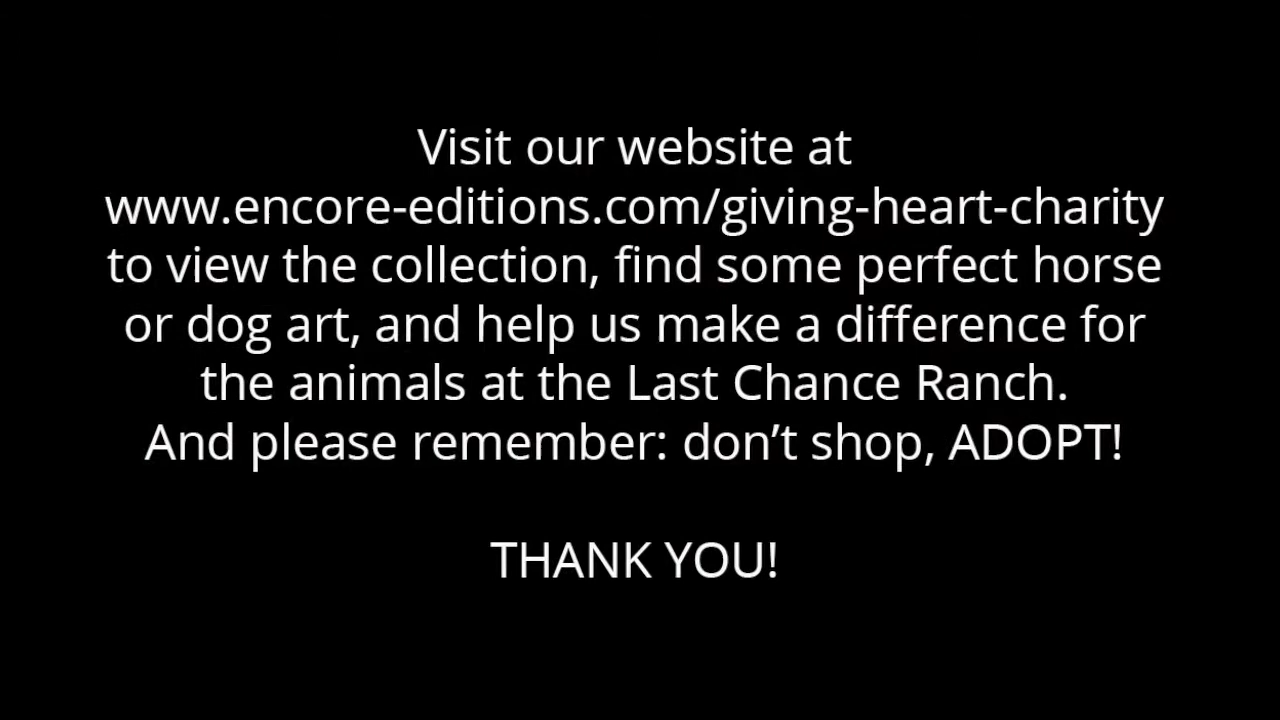 Visit our website at
www.encore-editions.com/giving-heart-charity
to view the collection, find some perfect horse
or dog art, and help us make a difference for
the animals at the Last Chance Ranch.
And please remember: don’t shop, ADOPT!
THANK YOU!